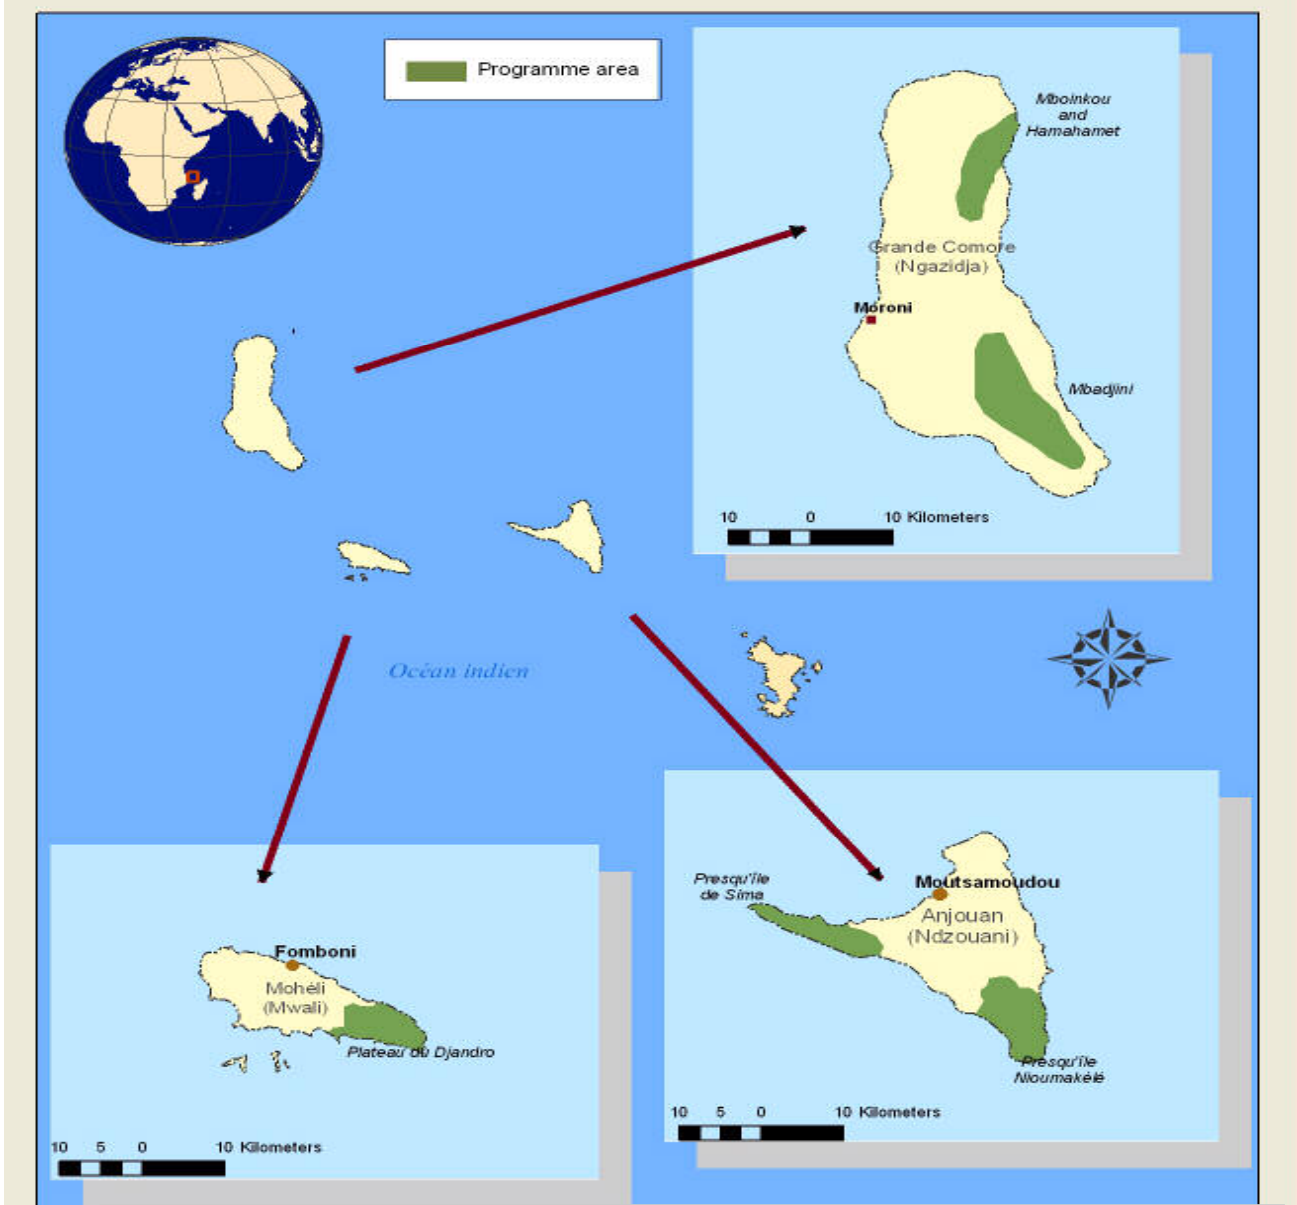 Programme area
Mboinkou
and
Hamahamet
Grande Comore
(Ngazidja)
Moroni
Mbadjini
10 0 10 Kilometers
Océan indien
Presqu'île
de Sima
Moutsamoudou
Anjouan
(Ndzouani)
Presqu'île
Nioumakélé
10 5 0 10 Kilometers
Fomboni
Mohéli
(Mwali)
Plateau du Djandro
10 5 0 10 Kilometers